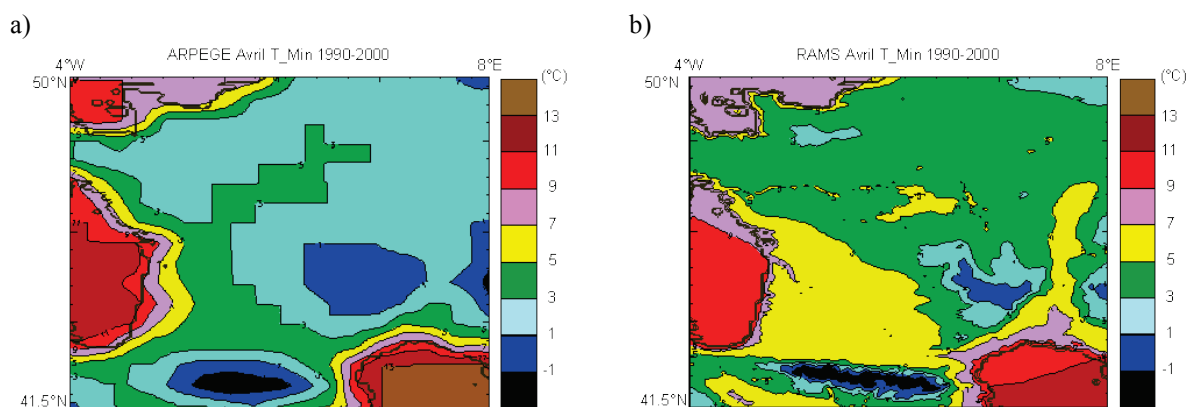 a)
ARPEGE Avril T_Min 1990-2000
4°W
8°E
50°N
41.5°N
(°C)
13
11
9
7
5
3
1
-1
b)
RAMS Avril T_Min 1990-2000
4°W
8°E
50°N
41.5°N
(°C)
13
11
9
7
5
3
1
-1